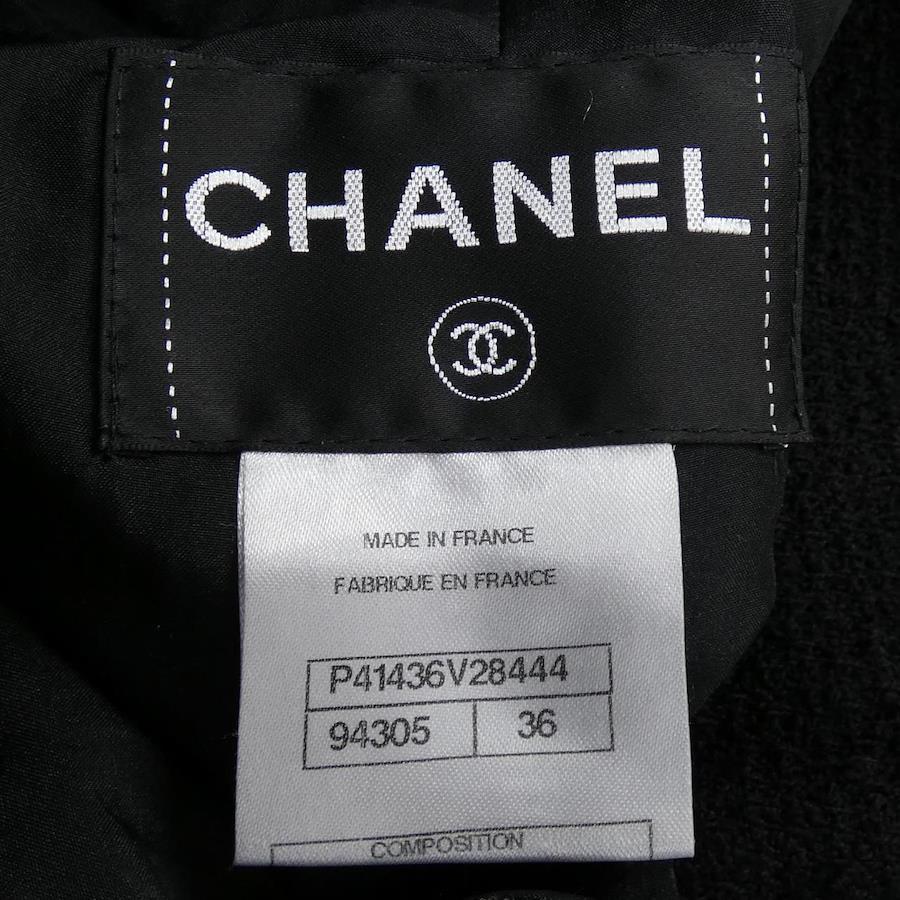 CHANEL
MADE IN FRANCE
FABRIQUE EN FRANCE
P41436V28444
94305 36
COMPOSITION